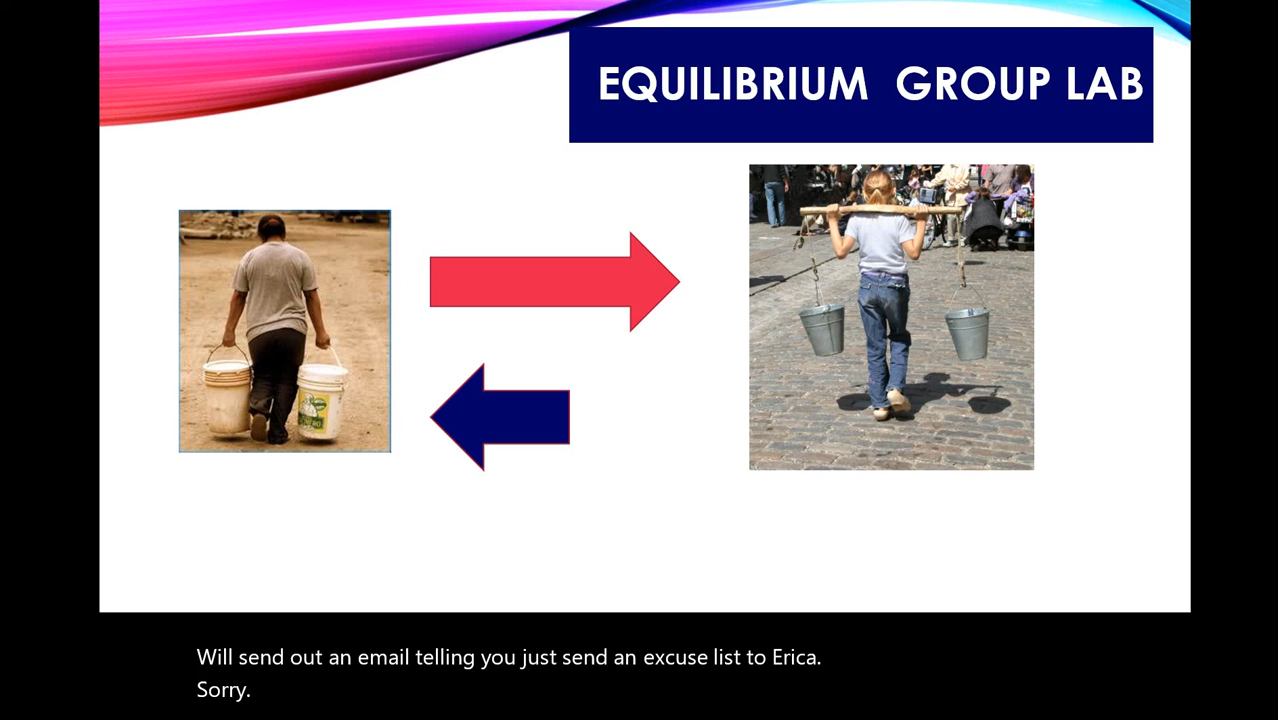 EQUILIBRIUM GROUP LAB
Will send out an email telling you just send an excuse list to Erica.
Sorry.